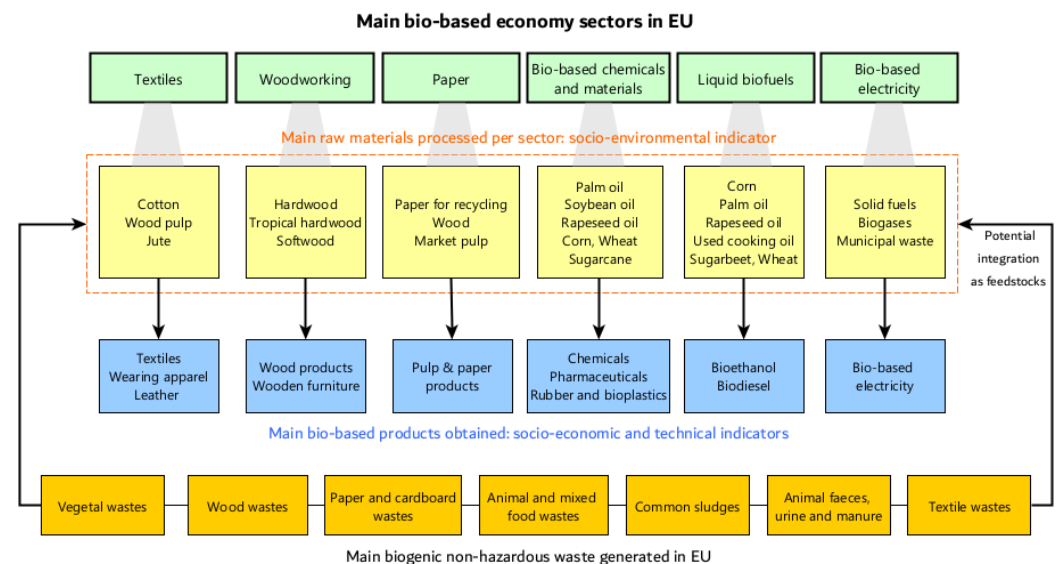 Main bio-based economy sectors in EU
Textiles
Woodworking
Paper
Bio-based chemicals
and materials
Liquid biofuels
Bio-based
electricity
Main raw materials processed per sector: socio-environmental indicator
Cotton
Wood pulp
Jute
Hardwood
Tropical hardwood
Softwood
Paper for recycling
Wood
Market pulp
Palm oil
Soybean oil
Rapeseed oil
Corn, Wheat
Sugarcane
Corn
Palm oil
Rapeseed oil
Used cooking oil
Sugarbeet, Wheat
Solid fuels
Biogases
Municipal waste
Potential
integration
as feedstocks
Textiles
Wearing apparel
Leather
Wood products
Wooden furniture
Pulp & paper
products
Chemicals
Pharmaceuticals
Rubber and bioplastics
Bioethanol
Biodiesel
Bio-based
electricity
Main bio-based products obtained: socio-economic and technical indicators
Vegetal wastes
Wood wastes
Paper and cardboard
wastes
Animal and mixed
food wastes
Common sludges
Animal faeces,
urine and manure
Textile wastes
Main biogenic non-hazardous waste generated in EU